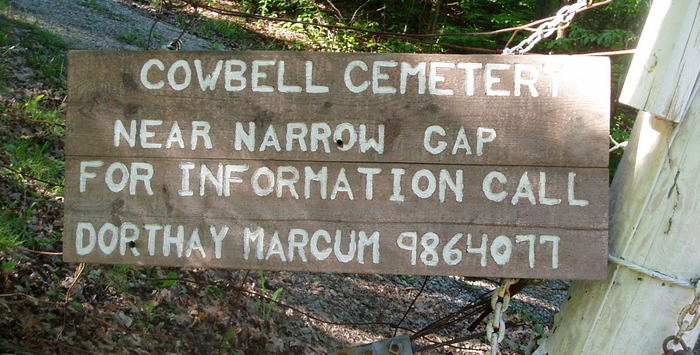 COWBELL CEMETERY
NEAR NARROW GAP
FOR INFORMATION CALL
DORTHAY MARCUM 9864077